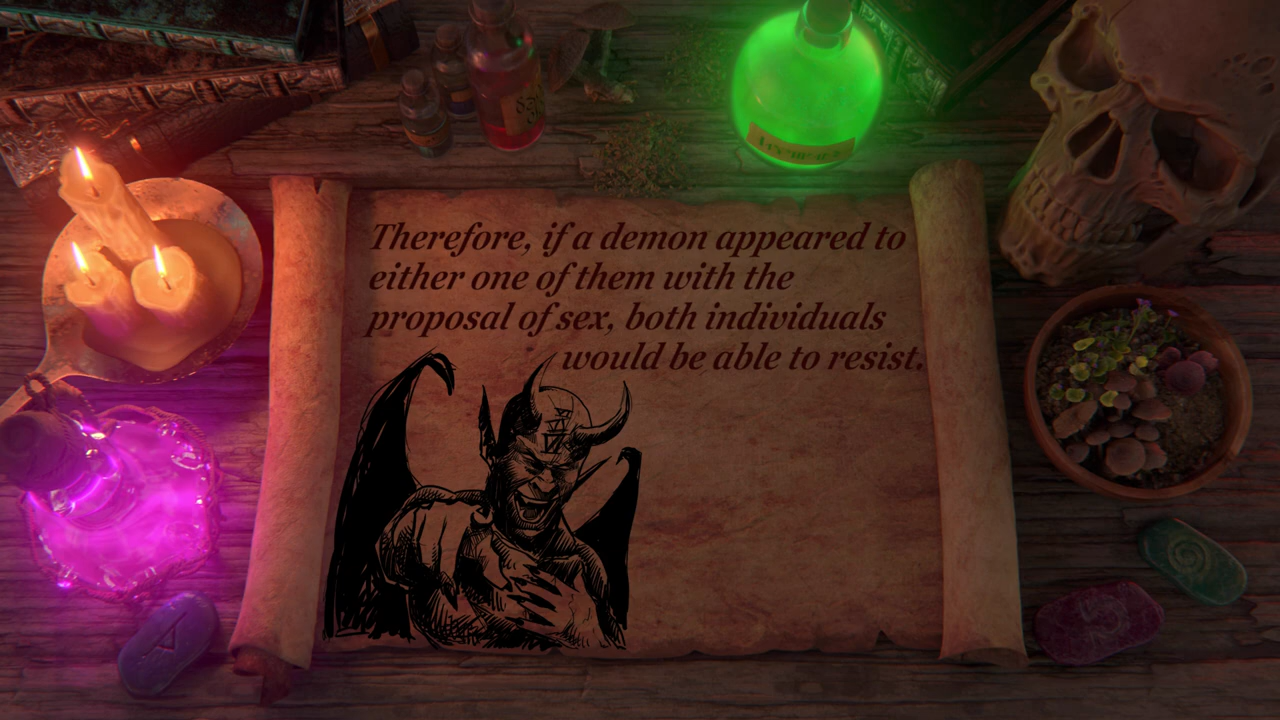 Therefore, if a demon appeared to
either one of them with the
proposal of sex, both individuals
would be able to resist.